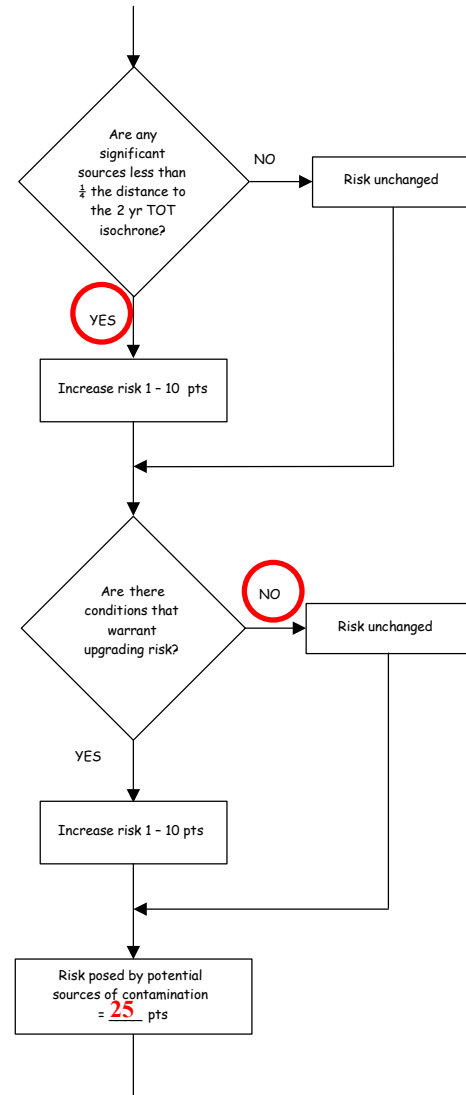 Are any
significant
sources less than
¼ the distance to
the 2 yr TOT
isochrone?
NO
Risk unchanged
YES
Increase risk 1 – 10 pts
Are there
conditions that
warrant
upgrading risk?
NO
Risk unchanged
YES
Increase risk 1 – 10 pts
Risk posed by potential
sources of contamination
= 25 pts